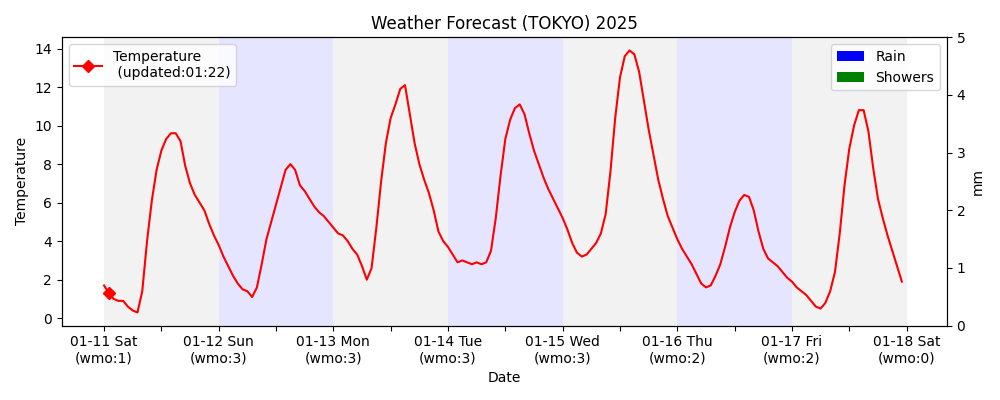 Weather Forecast (TOKYO) 2025
Temperature
(updated:01:22)
Rain
Showers
Temperature
14
12
10
8
6
4
2
0
5
4
3
2
1
0
mm
01-11 Sat
(wmo:1)
01-12 Sun
(wmo:3)
01-13 Mon
(wmo:3)
01-14 Tue
(wmo:3)
01-15 Wed
(wmo:3)
01-16 Thu
(wmo:2)
01-17 Fri
(wmo:2)
01-18 Sat
(wmo:0)
Date